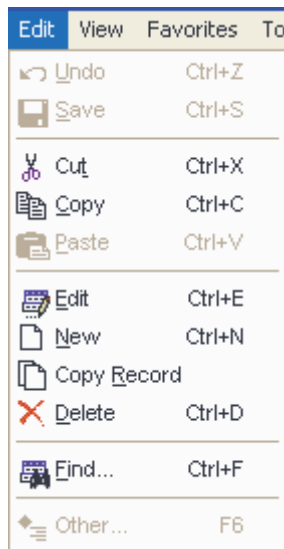 Edit View Favorites To
Undo Ctrl+Z
Save Ctrl+S
Cut Ctrl+X
Copy Ctrl+C
Paste Ctrl+V
Edit Ctrl+E
New Ctrl+N
Copy Record
Delete Ctrl+D
Find... Ctrl+F
Other... F6